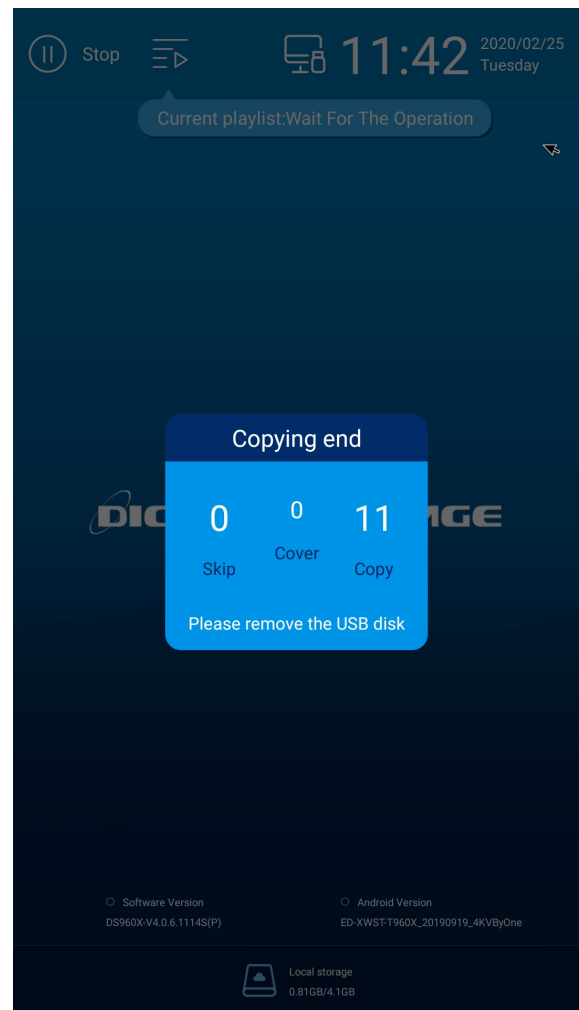 Stop
11:42
2020/02/25
Tuesday
Current playlist:Wait For The Operation
Copying end
0
0
11
Skip
Cover
Copy
Please remove the USB disk
Software Version
DS960X-V4.0.6.1114S(P)
Android Version
ED-XWST-T960X_20190919_4KVByOne
Local storage
0.81GB/4.1GB